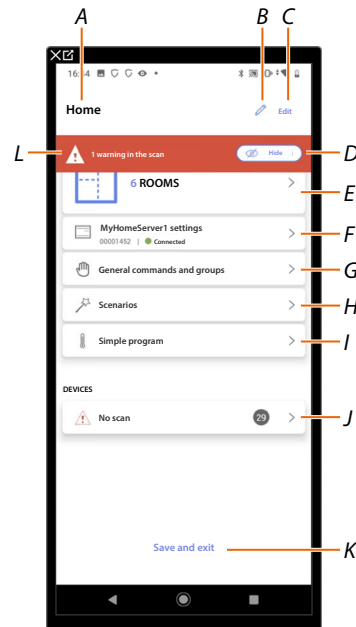 A B C
16: 4
Home
Edit
L
1 warning in the scan
Hide
D
6 ROOMS
E
MyHomeServer1 settings
00001452 | Connected
F
General commands and groups
G
Scenarios
H
Simple program
I
DEVICES
No scan
29
J
Save and exit
K